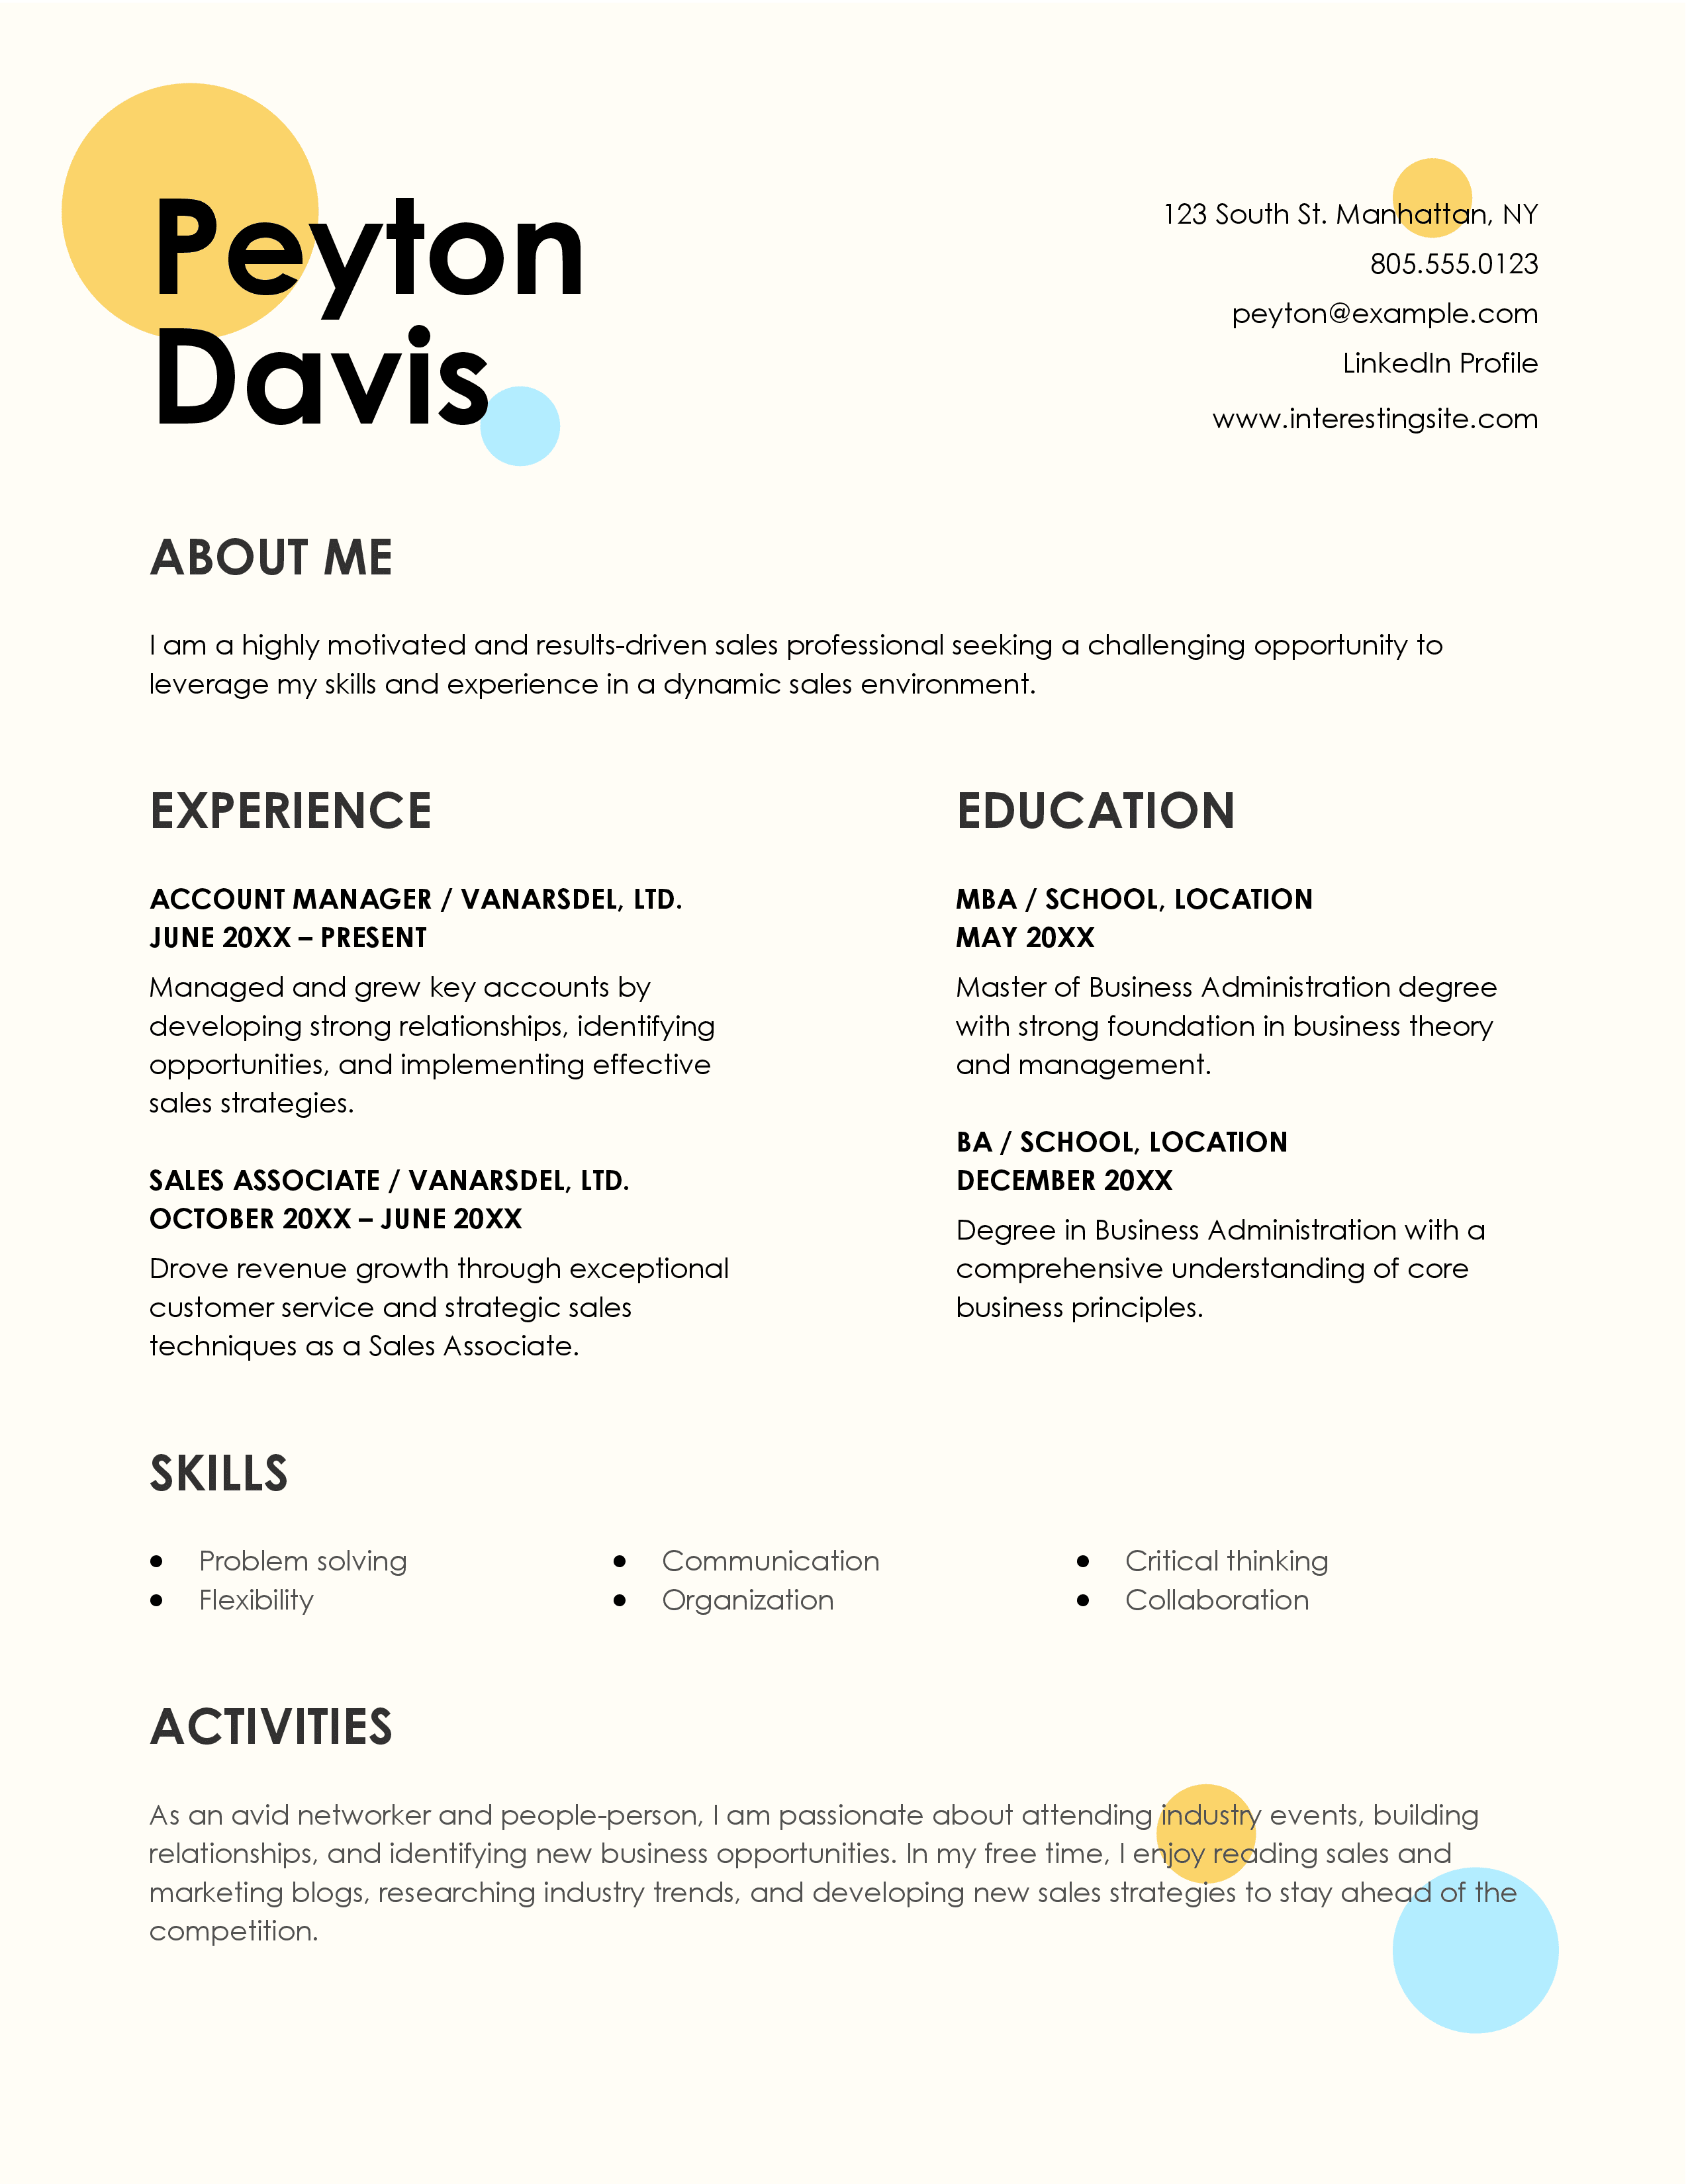 Peyton
Davis
123 South St. Manhattan, NY
805.555.0123
peyton@example.com
LinkedIn Profile
www.interestingsite.com
ABOUT ME
I am a highly motivated and results-driven sales professional seeking a challenging opportunity to
leverage my skills and experience in a dynamic sales environment.
EXPERIENCE
ACCOUNT MANAGER / VANARSDEL, LTD.
JUNE 20XX – PRESENT
Managed and grew key accounts by
developing strong relationships, identifying
opportunities, and implementing effective
sales strategies.
SALES ASSOCIATE / VANARSDEL, LTD.
OCTOBER 20XX – JUNE 20XX
Drove revenue growth through exceptional
customer service and strategic sales
techniques as a Sales Associate.
EDUCATION
MBA / SCHOOL, LOCATION
MAY 20XX
Master of Business Administration degree
with strong foundation in business theory
and management.
BA / SCHOOL, LOCATION
DECEMBER 20XX
Degree in Business Administration with a
comprehensive understanding of core
business principles.
SKILLS
● Problem solving
● Flexibility
● Communication
● Organization
● Critical thinking
● Collaboration
ACTIVITIES
As an avid networker and people-person, I am passionate about attending industry events, building
relationships, and identifying new business opportunities. In my free time, I enjoy reading sales and
marketing blogs, researching industry trends, and developing new sales strategies to stay ahead of the
competition.